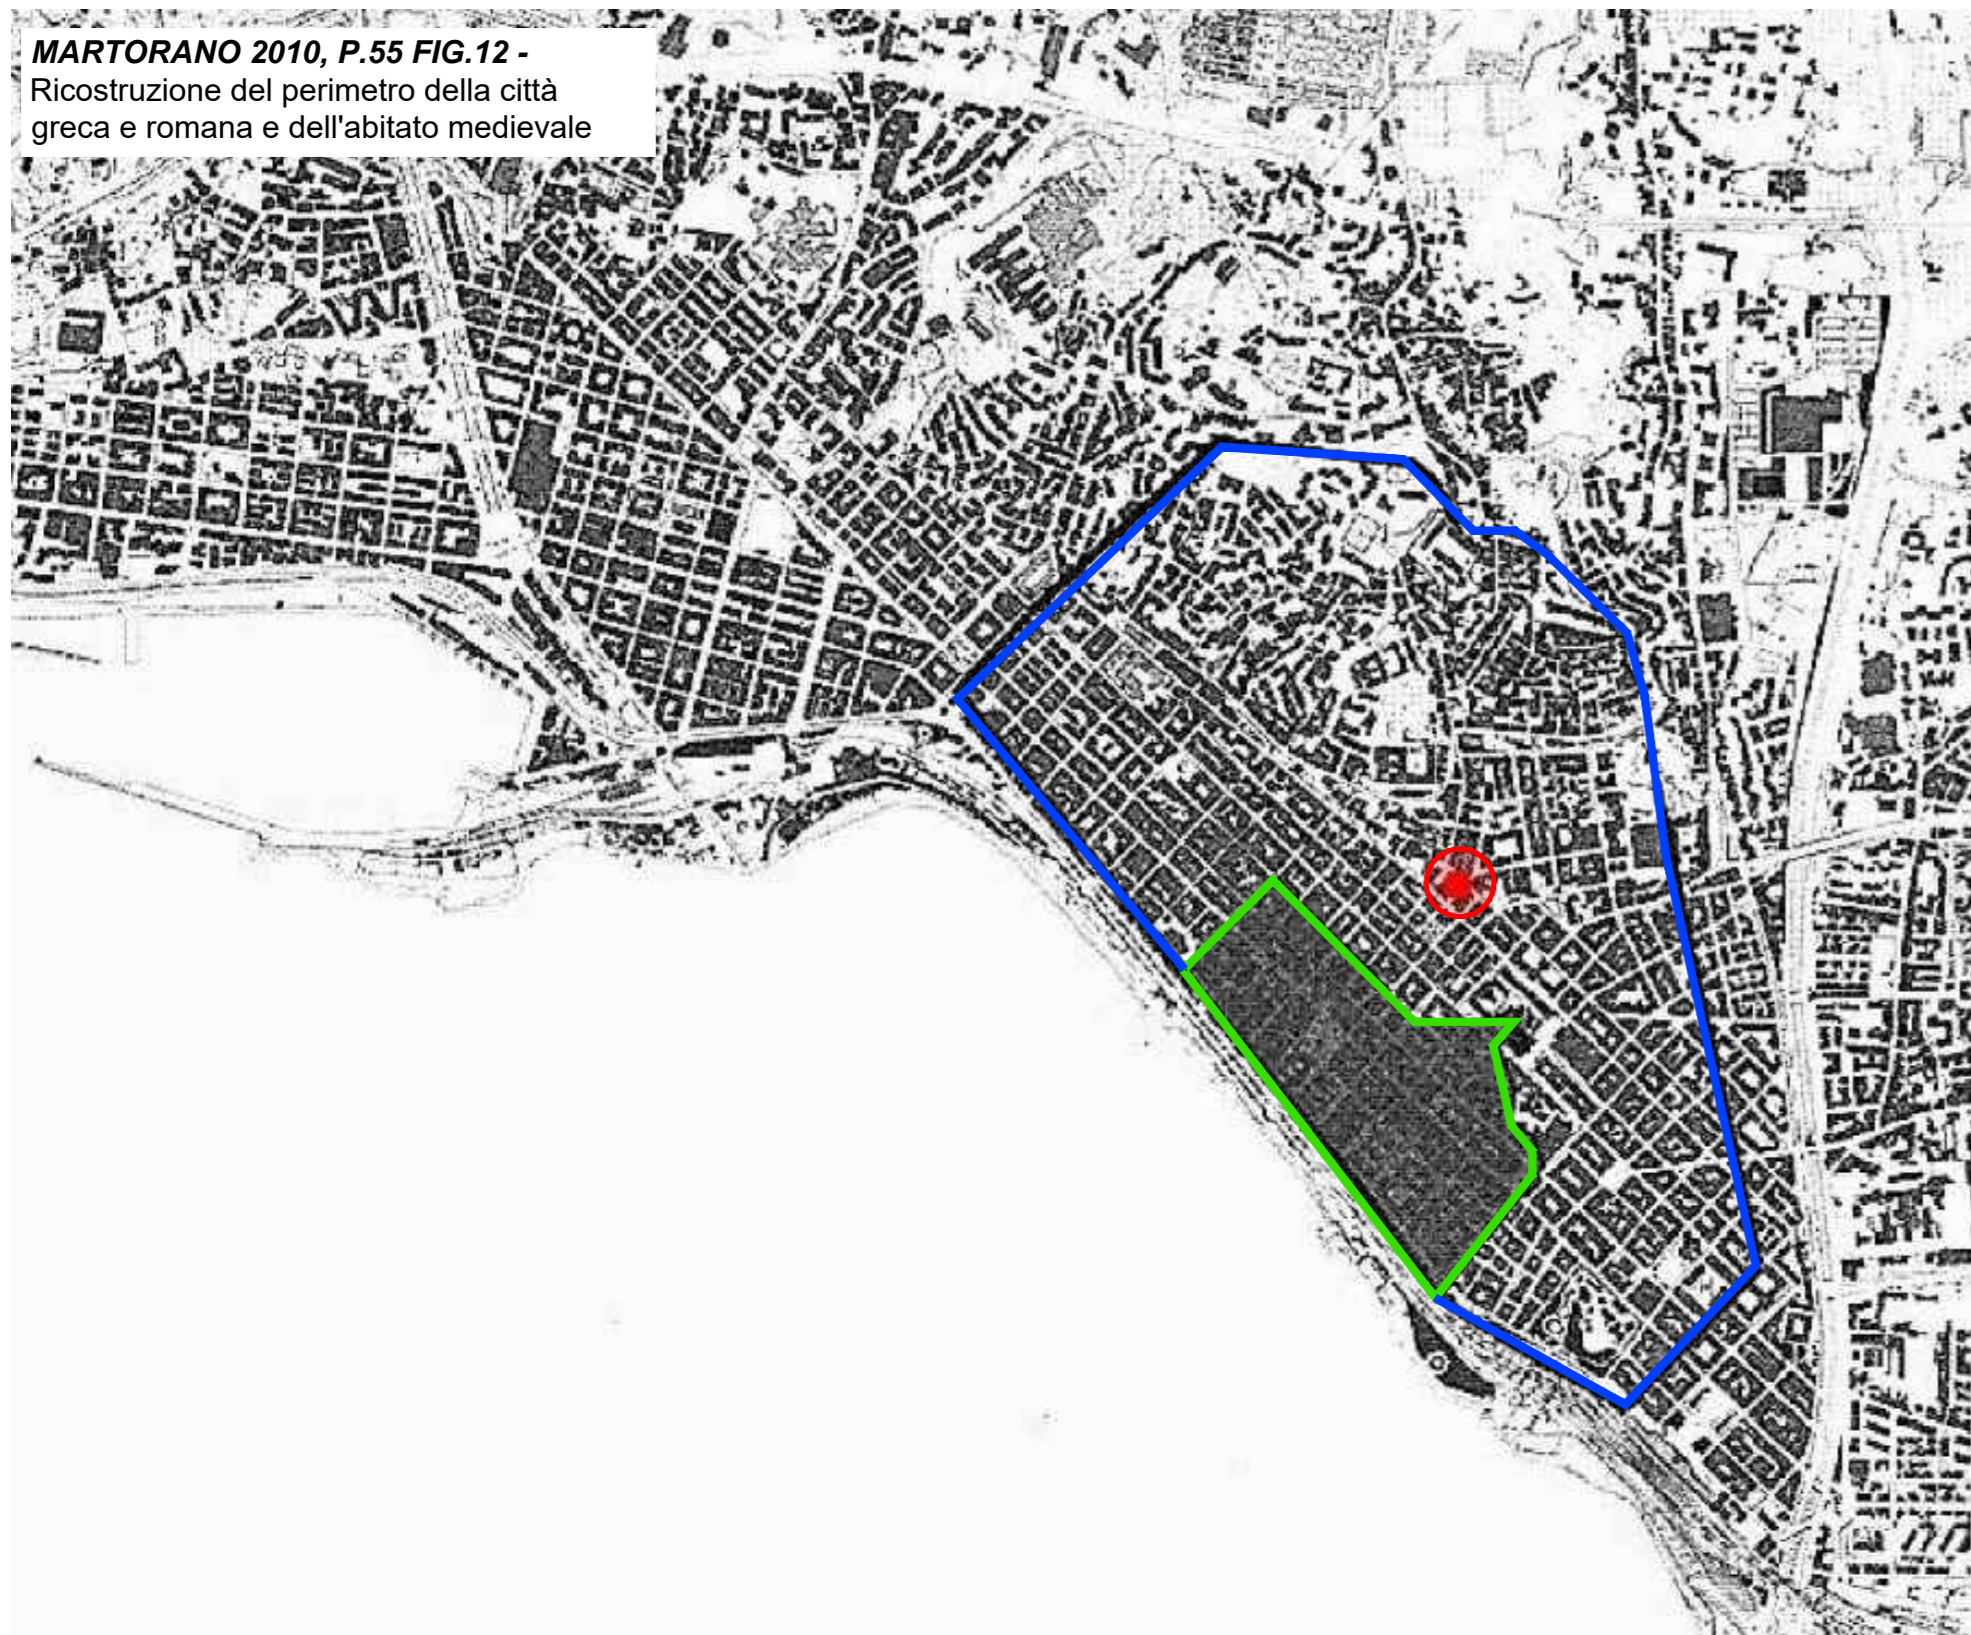 MARTORANO 2010, P.55 FIG.12 -
Ricostruzione del perimetro della città
greca e romana e dell'abitato medievale